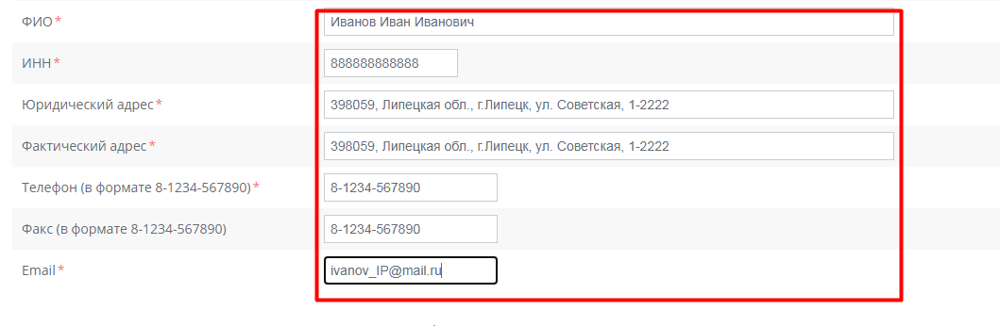 ФИО* Иванов Иван Иванович
ИНН* 888888888888
Юридический адрес* 398059, Липецкая обл., г.Липецк, ул. Советская, 1-2222
Фактический адрес* 398059, Липецкая обл., г.Липецк, ул. Советская, 1-2222
Телефон (в формате 8-1234-567890)* 8-1234-567890
Факс (в формате 8-1234-567890) 8-1234-567890
Email* ivanov_IP@mail.ru